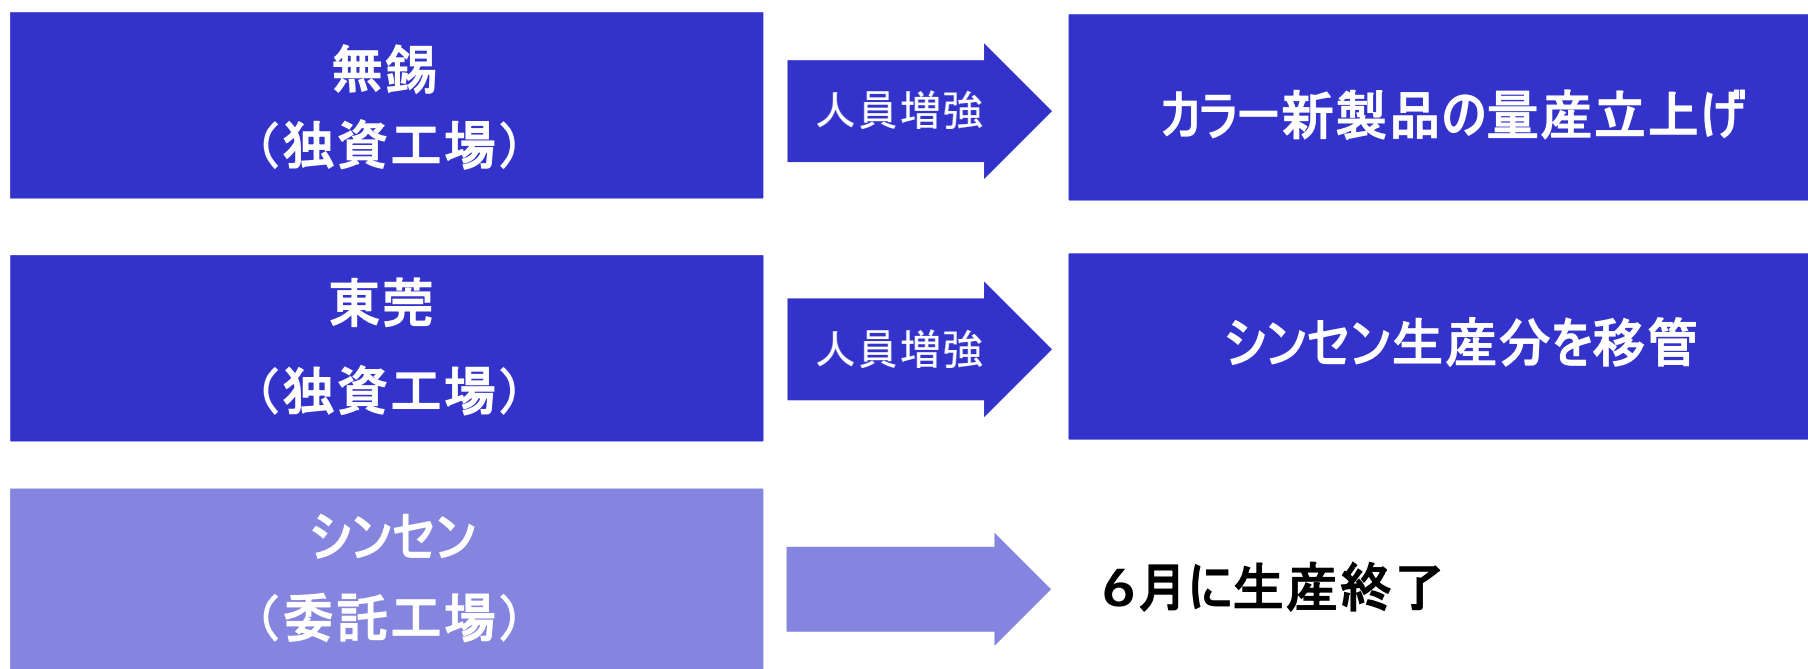 無錫
（独資工場）
人員増強
カラー新製品の量産立上げ
東莞
（独資工場）
人員増強
シンセン生産分を移管
シンセン
（委託工場）
６月に生産終了